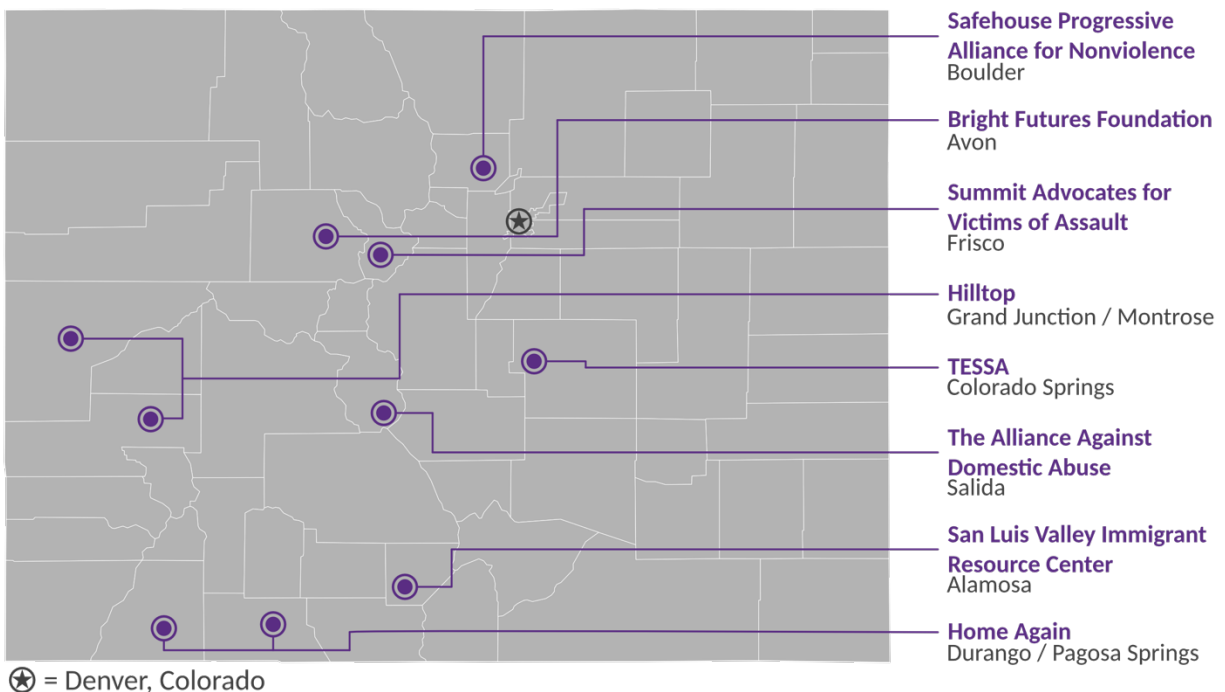 Safehouse Progressive
Alliance for Nonviolence
Boulder
Bright Futures Foundation
Avon
Summit Advocates for
Victims of Assault
Frisco
Hilltop
Grand Junction / Montrose
TESSA
Colorado Springs
The Alliance Against
Domestic Abuse
Salida
San Luis Valley Immigrant
Resource Center
Alamosa
Home Again
Durango / Pagosa Springs
= Denver, Colorado